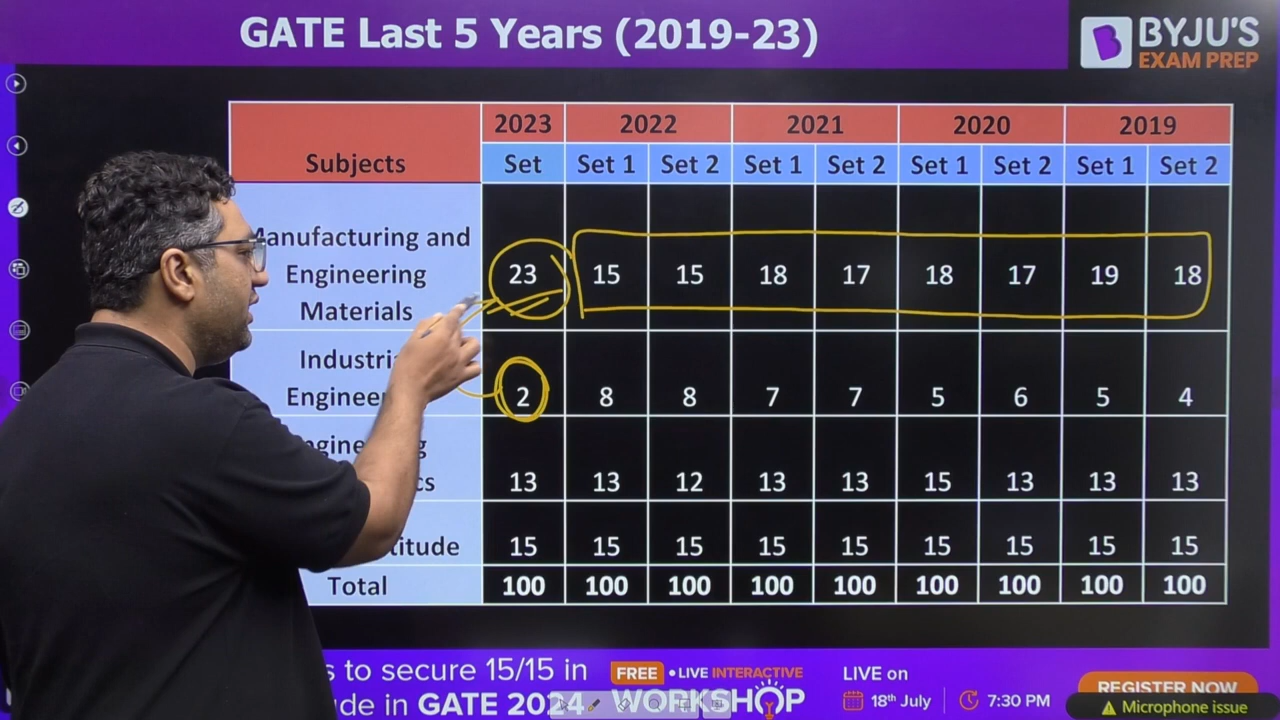 GATE Last 5 Years (2019-23)
BYJU'S
EXAM PREP
Subjects 2023 2022 2021 2020 2019
Set Set 1 Set 2 Set 1 Set 2 Set 1 Set 2 Set 1 Set 2
Manufacturing and
Engineering 23 15 15 18 17 18 17 19 18
Materials
Industria
Enginee 2 8 8 7 7 5 6 5 4
13 13 12 13 13 15 13 13 13
titude 15 15 15 15 15 15 15 15 15
Total 100 100 100 100 100 100 100 100 100
s to secure 15/15 in
de in GATE 2024
FREE • LIVE INTERACTIVE
WORKSHOP
LIVE on
18th July 7:30 PM
REGISTER NOW
Microphone issue